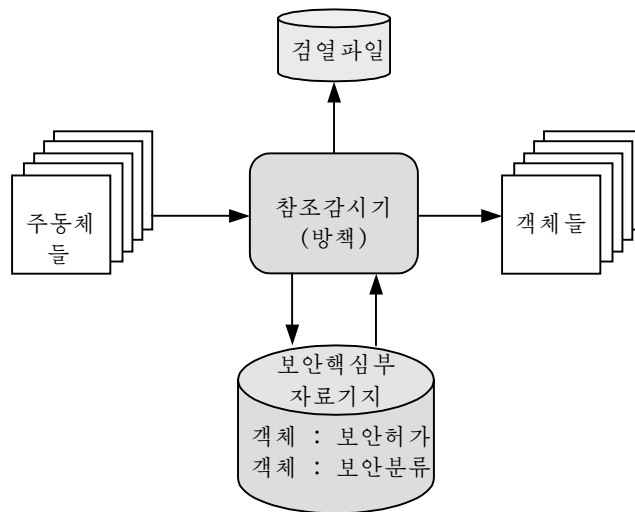 검열파일
주동체
들
참조감시기
(방책)
객체들
보안핵심부
자료기지
객체 : 보안허가
객체 : 보안분류